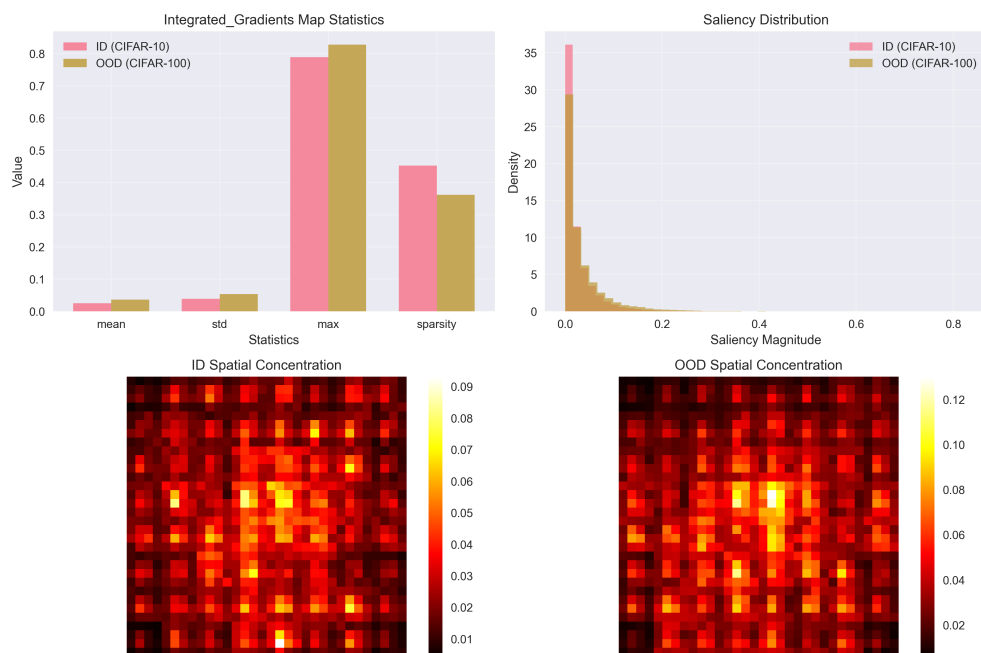 Integrated_Gradients Map Statistics
ID (CIFAR-10)
OOD (CIFAR-100)
0.8
0.7
0.6
0.5
0.4
0.3
0.2
0.1
0.0
Value
mean std max sparsity
Statistics
Saliency Distribution
ID (CIFAR-10)
OOD (CIFAR-100)
35
30
25
20
15
10
5
0
Density
0.0 0.2 0.4 0.6 0.8
Saliency Magnitude
ID Spatial Concentration
0.09
0.08
0.07
0.06
0.05
0.04
0.03
0.02
0.01
OOD Spatial Concentration
0.12
0.10
0.08
0.06
0.04
0.02